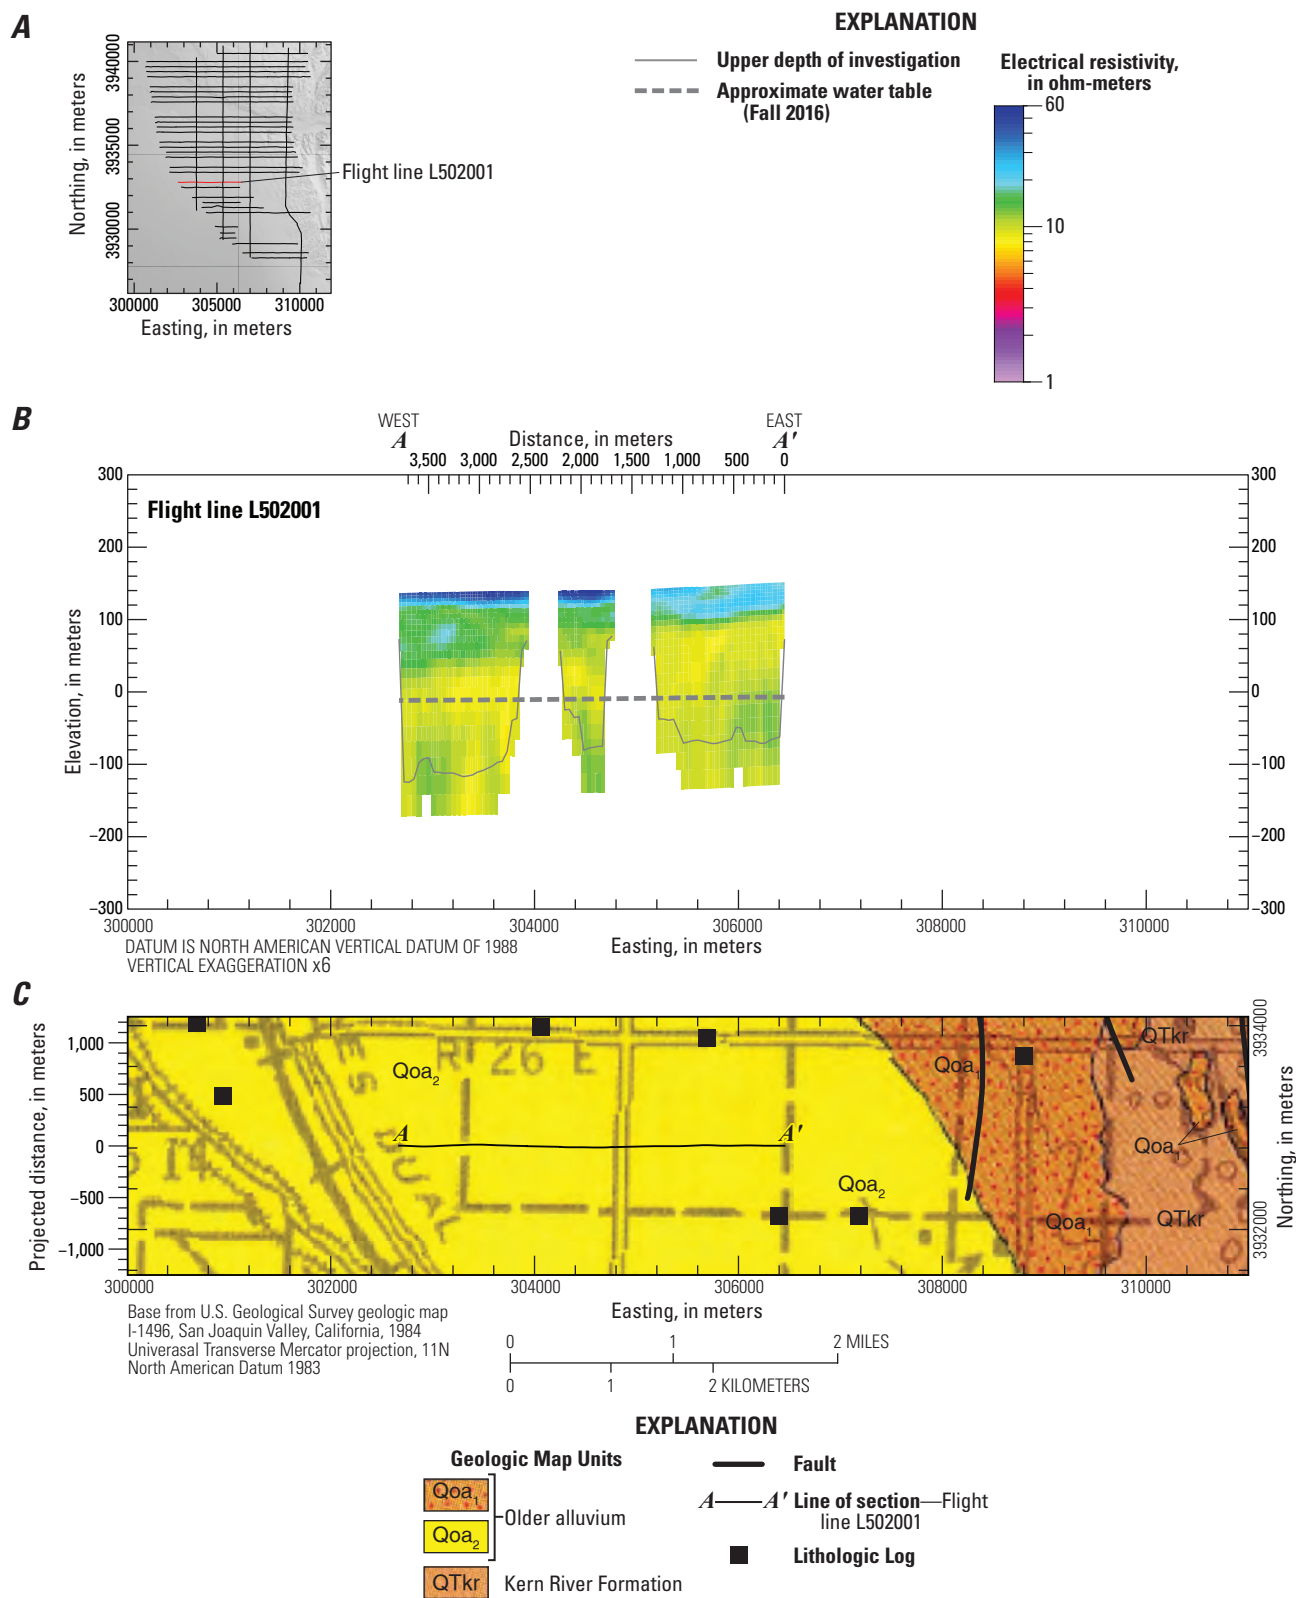 A
EXPLANATION
Upper depth of investigation
Approximate water table
(Fall 2016)
Electrical resistivity,
in ohm-meters
60
10
1
Northing, in meters
3940000
3935000
3930000
Flight line L502001
300000 305000 310000
Easting, in meters
B
WEST
A
EAST
A'
Distance, in meters
3,500 3,000 2,500 2,000 1,500 1,000 500 0
Flight line L502001
Elevation, in meters
300 300
200 200
100 100
0 0
−100 −100
−200 −200
−300 −300
300000 302000 304000 306000 308000 310000
Easting, in meters
DATUM IS NORTH AMERICAN VERTICAL DATUM OF 1988
VERTICAL EXAGGERATION x6
C
Projected distance, in meters
1,000
500
0
−500
−1,000
R 26 E
Qoa2
A
A'
Qoa2
Qoa1
Qoa1
QTkr
Qoa1
QTkr
3934000
3932000
Northing, in meters
300000 302000 304000 306000 308000 310000
Easting, in meters
Base from U.S. Geological Survey geologic map
I-1496, San Joaquin Valley, California, 1984
Univerasal Transverse Mercator projection, 11N
North American Datum 1983
0 1 2 MILES
0 1 2 KILOMETERS
EXPLANATION
Geologic Map Units
Qoa1
Qoa2
Older alluvium
QTkr Kern River Formation
Fault
A A' Line of section—Flight
line L502001
Lithologic Log